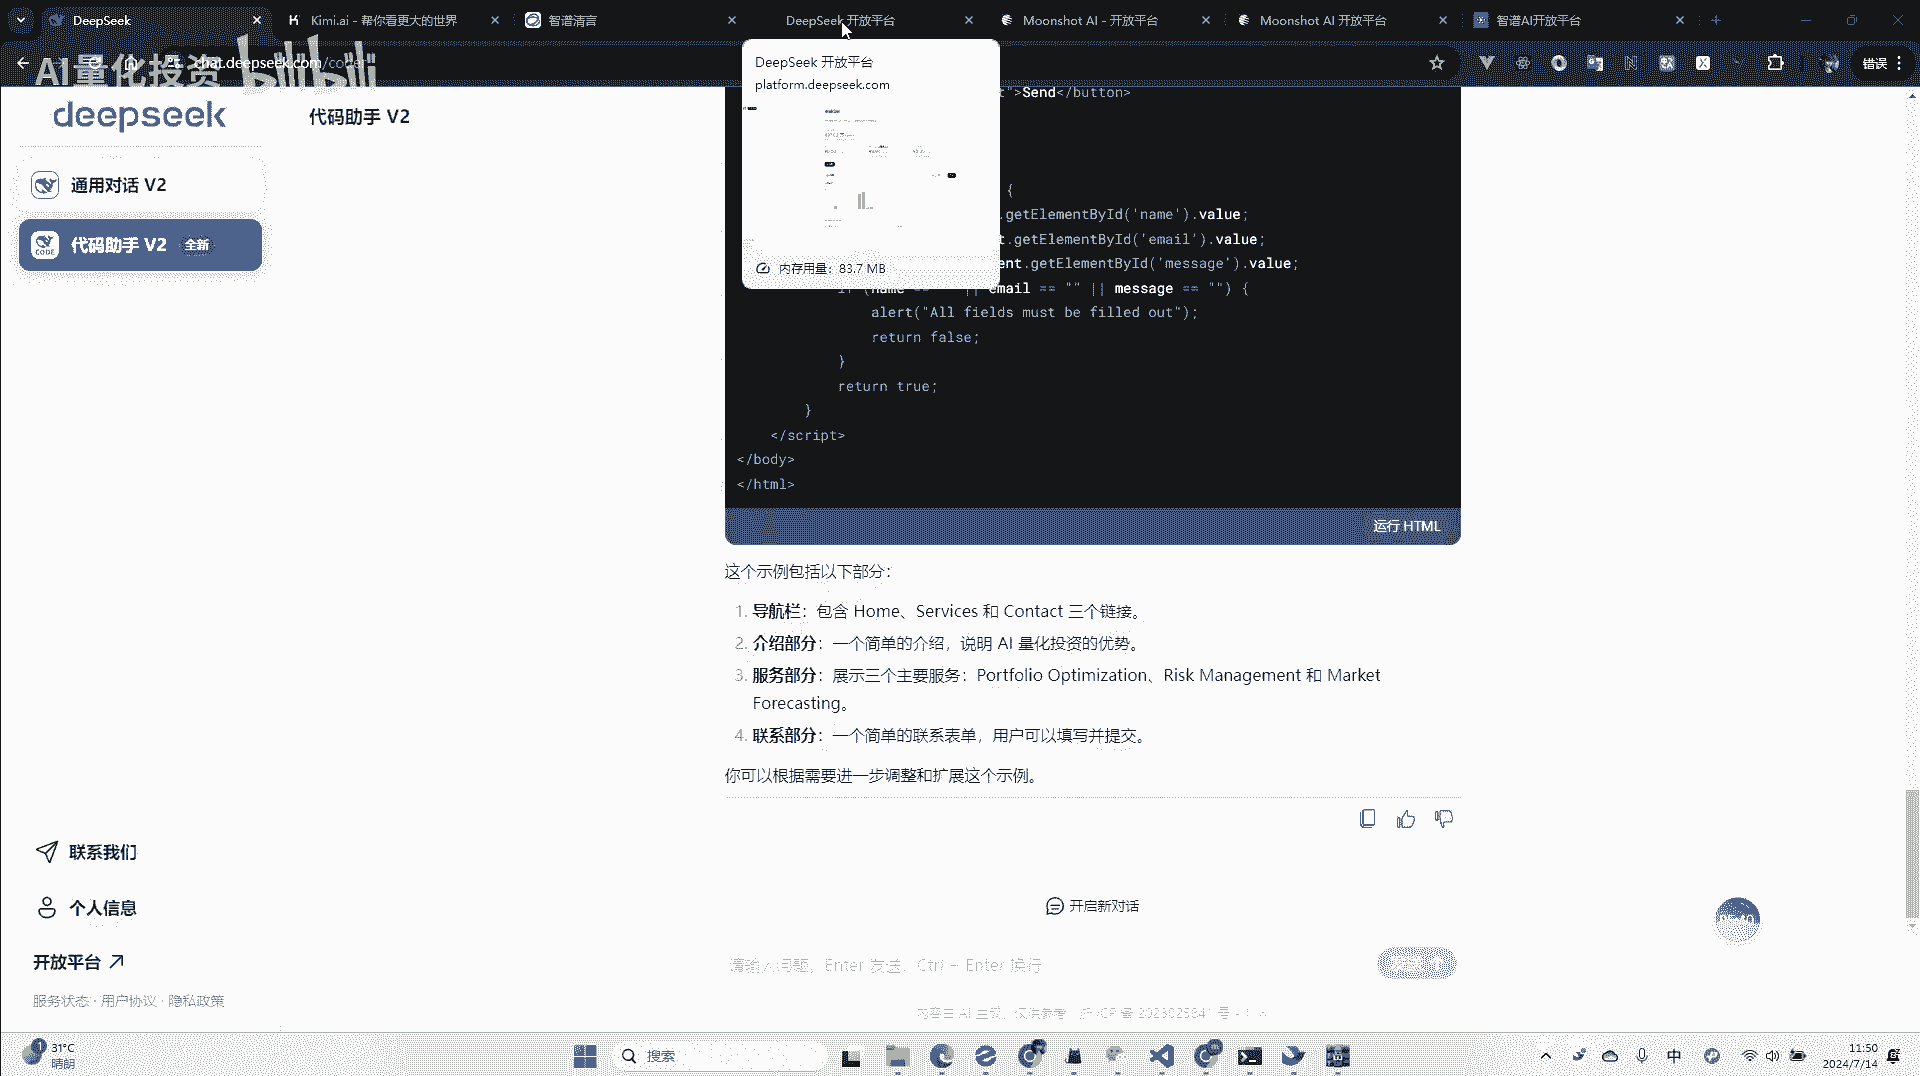 DeepSeek
Kimi.ai - 帮你看更大的世界
智谱清言
DeepSeek 开放平台
Moonshot AI - 开放平台
Moonshot AI 开放平台
智谱AI开放平台
chat.deepseek.com/coder
错误
AI量化投资
bilibili
DeepSeek 开放平台
platform.deepseek.com
内存用量：83.7 MB
deepseek
代码助手 V2
通用对话 V2
代码助手 V2 全新
">Send</button>
{
.getElementById('name').value;
t.getElementById('email').value;
ent.getElementById('message').value;
email == "" || message == "") {
alert("All fields must be filled out");
return false;
}
return true;
}
</script>
</body>
</html>
运行 HTML
这个示例包括以下部分：
1. 导航栏：包含 Home、Services 和 Contact 三个链接。
2. 介绍部分：一个简单的介绍，说明 AI 量化投资的优势。
3. 服务部分：展示三个主要服务：Portfolio Optimization、Risk Management 和 Market
Forecasting。
4. 联系部分：一个简单的联系表单，用户可以填写并提交。
你可以根据需要进一步调整和扩展这个示例。
联系我们
个人信息
开放平台
服务状态 · 用户协议 · 隐私政策
开启新对话
请输入问题，Enter 发送，Ctrl + Enter 换行
1
31°C
晴朗
搜索
中
11:50
2024/7/14